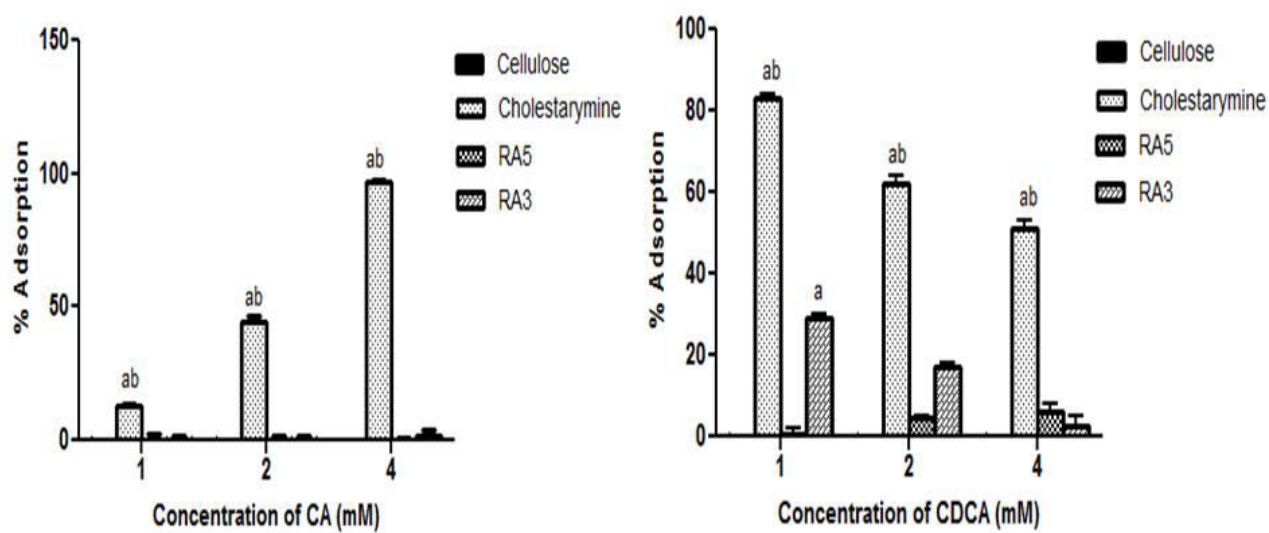 150
100
50
0
% Adsorption
ab
ab
ab
1 2 4
Concentration of CA (mM)
Cellulose
Cholestarymine
RA5
RA3
100
80
60
40
20
0
% Adsorption
ab
ab
ab
a
1 2 4
Concentration of CDCA (mM)
Cellulose
Cholestarymine
RA5
RA3